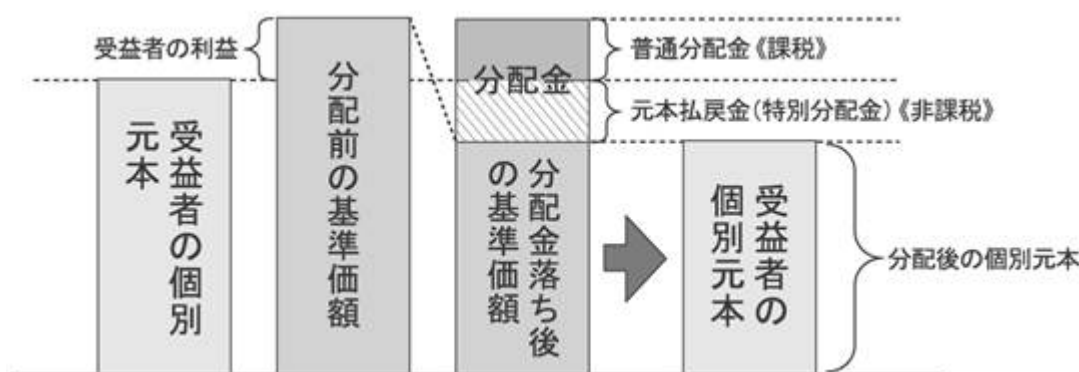 受益者の利益
受益者の個別
元本
分配前の基準価額
分配金
分配金落ち後
の基準価額
普通分配金《課税》
元本払戻金(特別分配金)《非課税》
受益者の
個別元本
分配後の個別元本